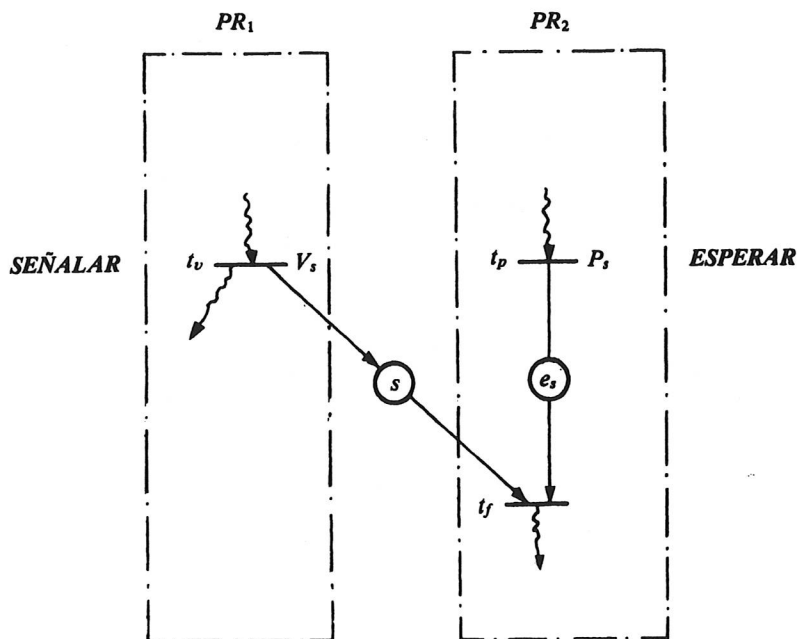 PR₁ PR₂
SEÑALAR tᵥ Vₛ tₚ Pₛ ESPERAR
s eₛ
t_f